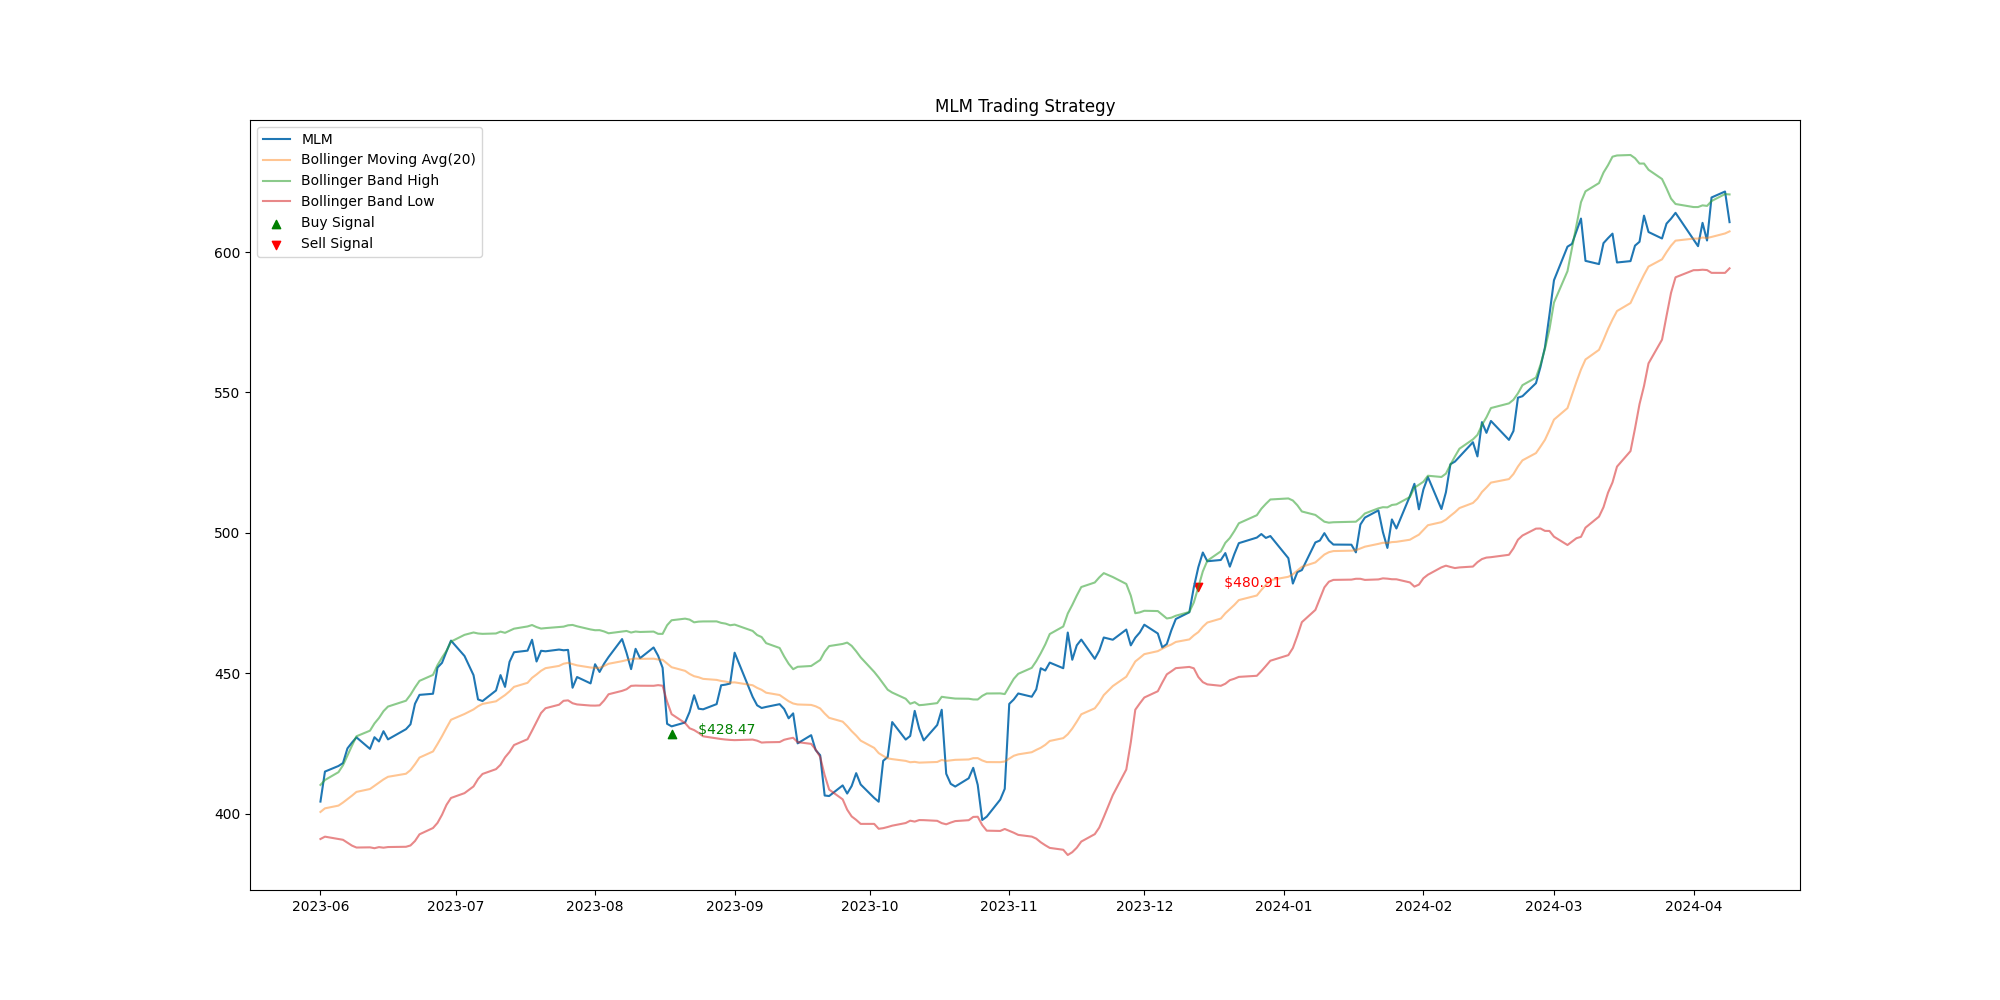 MLM Trading Strategy
MLM
Bollinger Moving Avg(20)
Bollinger Band High
Bollinger Band Low
Buy Signal
Sell Signal
600
550
500
450
400
$480.91
$428.47
2023-06 2023-07 2023-08 2023-09 2023-10 2023-11 2023-12 2024-01 2024-02 2024-03 2024-04